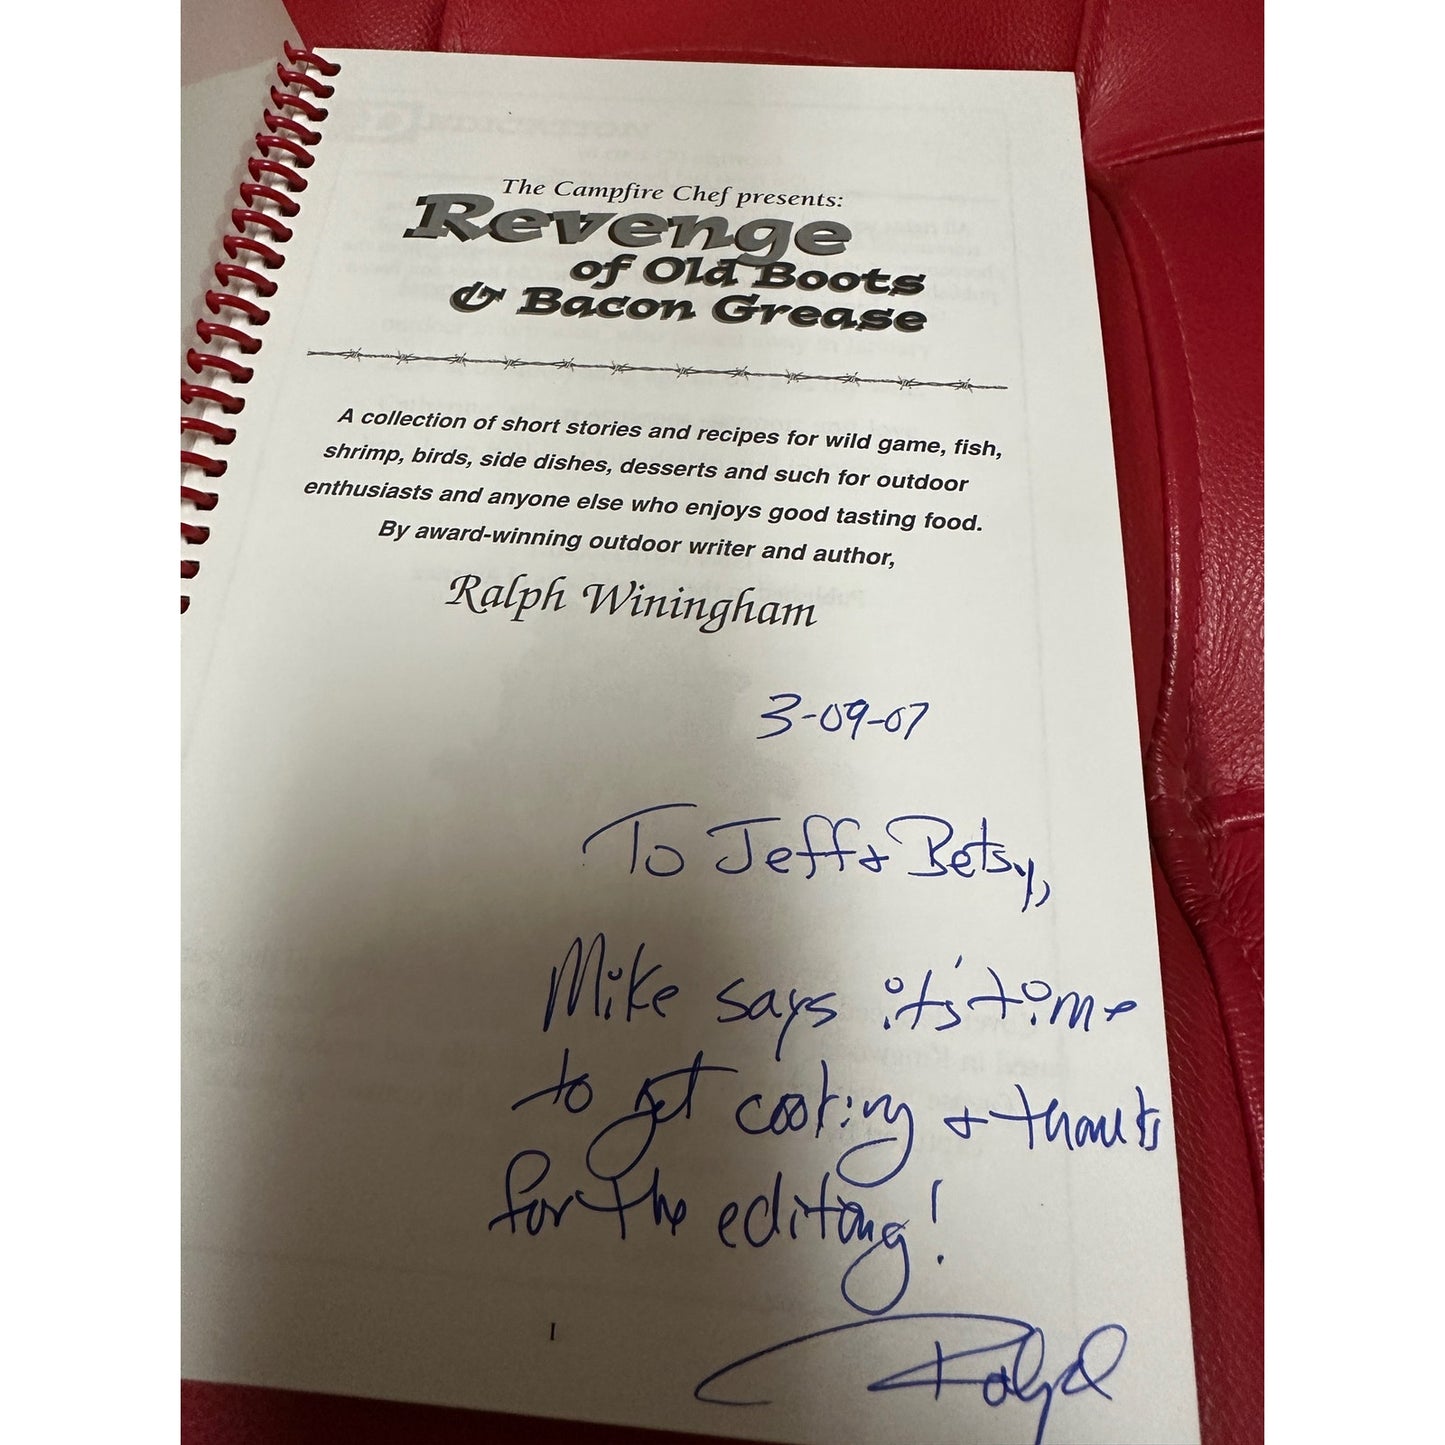 The Campfire Chef presents:
Revenge
of Old Boots
& Bacon Grease
A collection of short stories and recipes for wild game, fish,
shrimp, birds, side dishes, desserts and such for outdoor
enthusiasts and anyone else who enjoys good tasting food.
By award-winning outdoor writer and author,
Ralph Winingham
3-09-07
To Jeff & Betsy,
Mike says it's time
to get cooking & thanks
for the editing!
Ralph
1